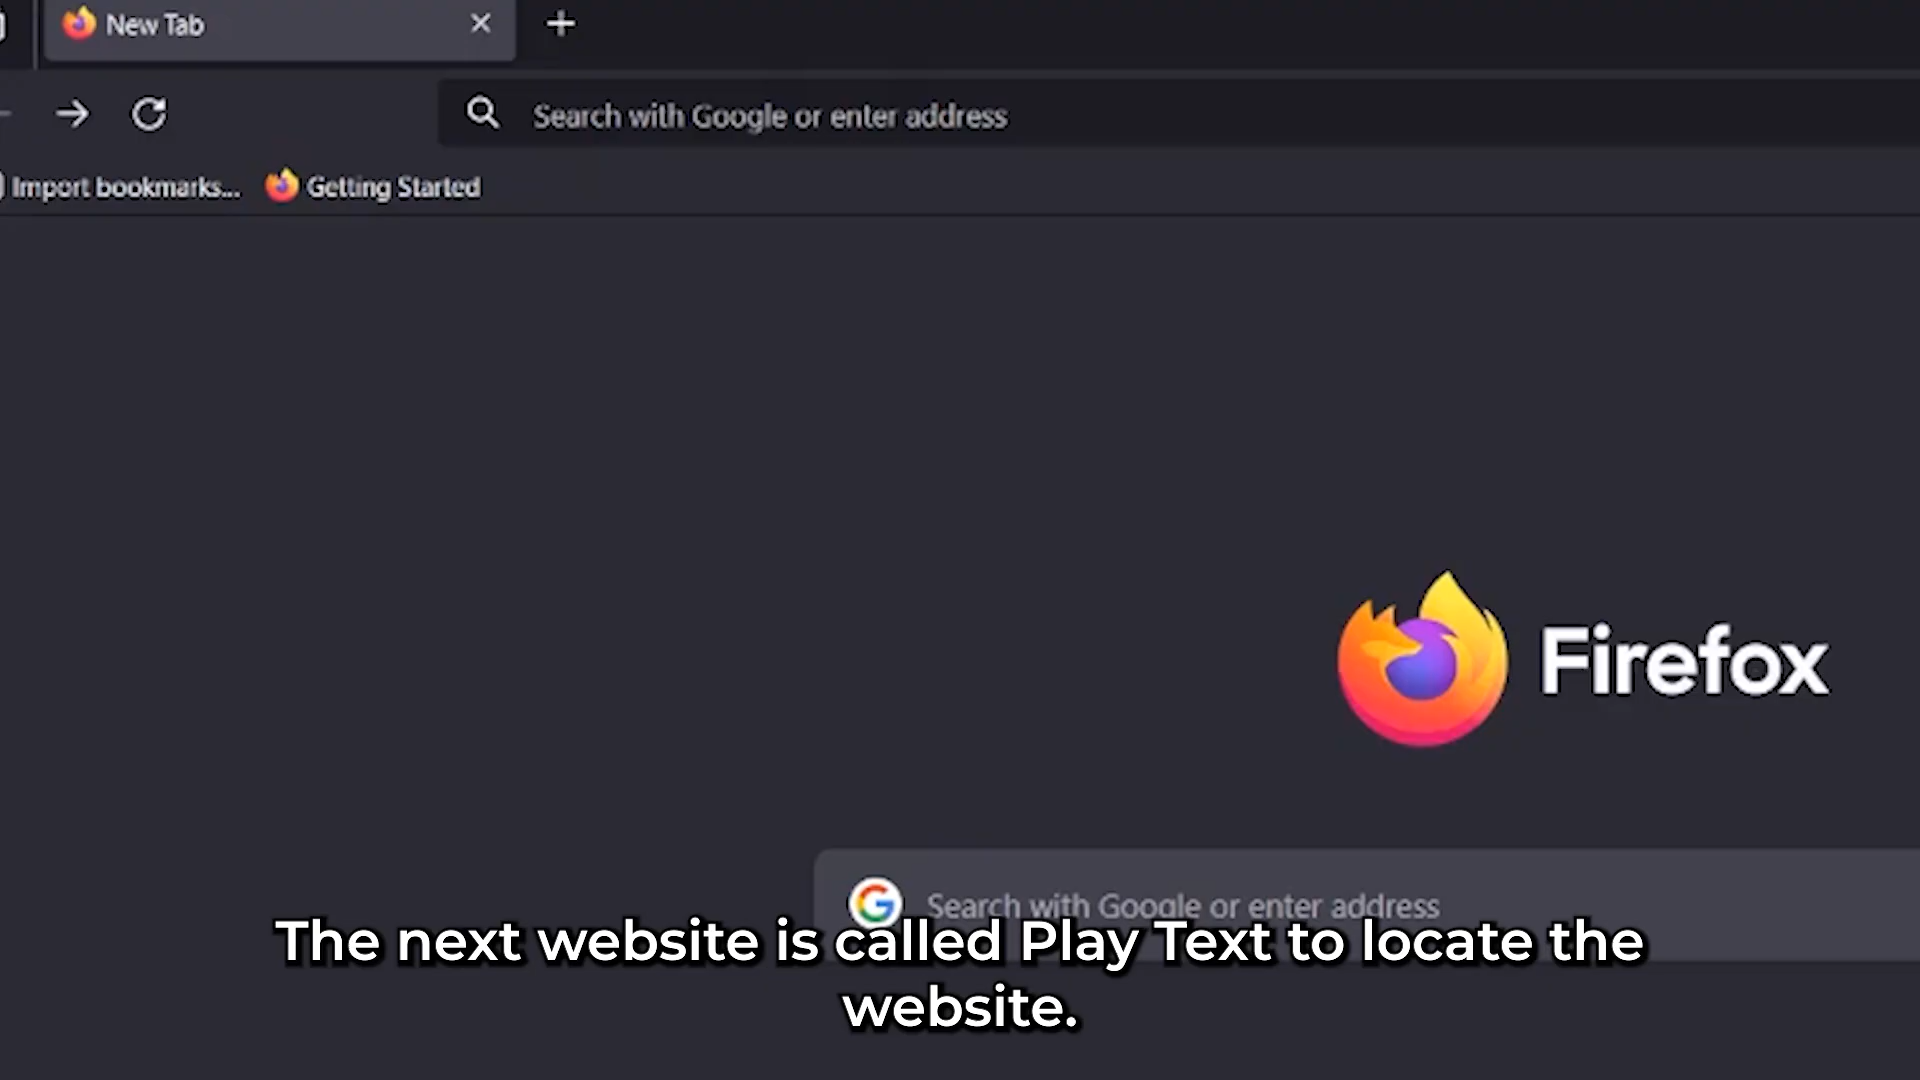 New Tab
Search with Google or enter address
Import bookmarks...
Getting Started
Firefox
Search with Google or enter address
The next website is called Play Text to locate the
website.